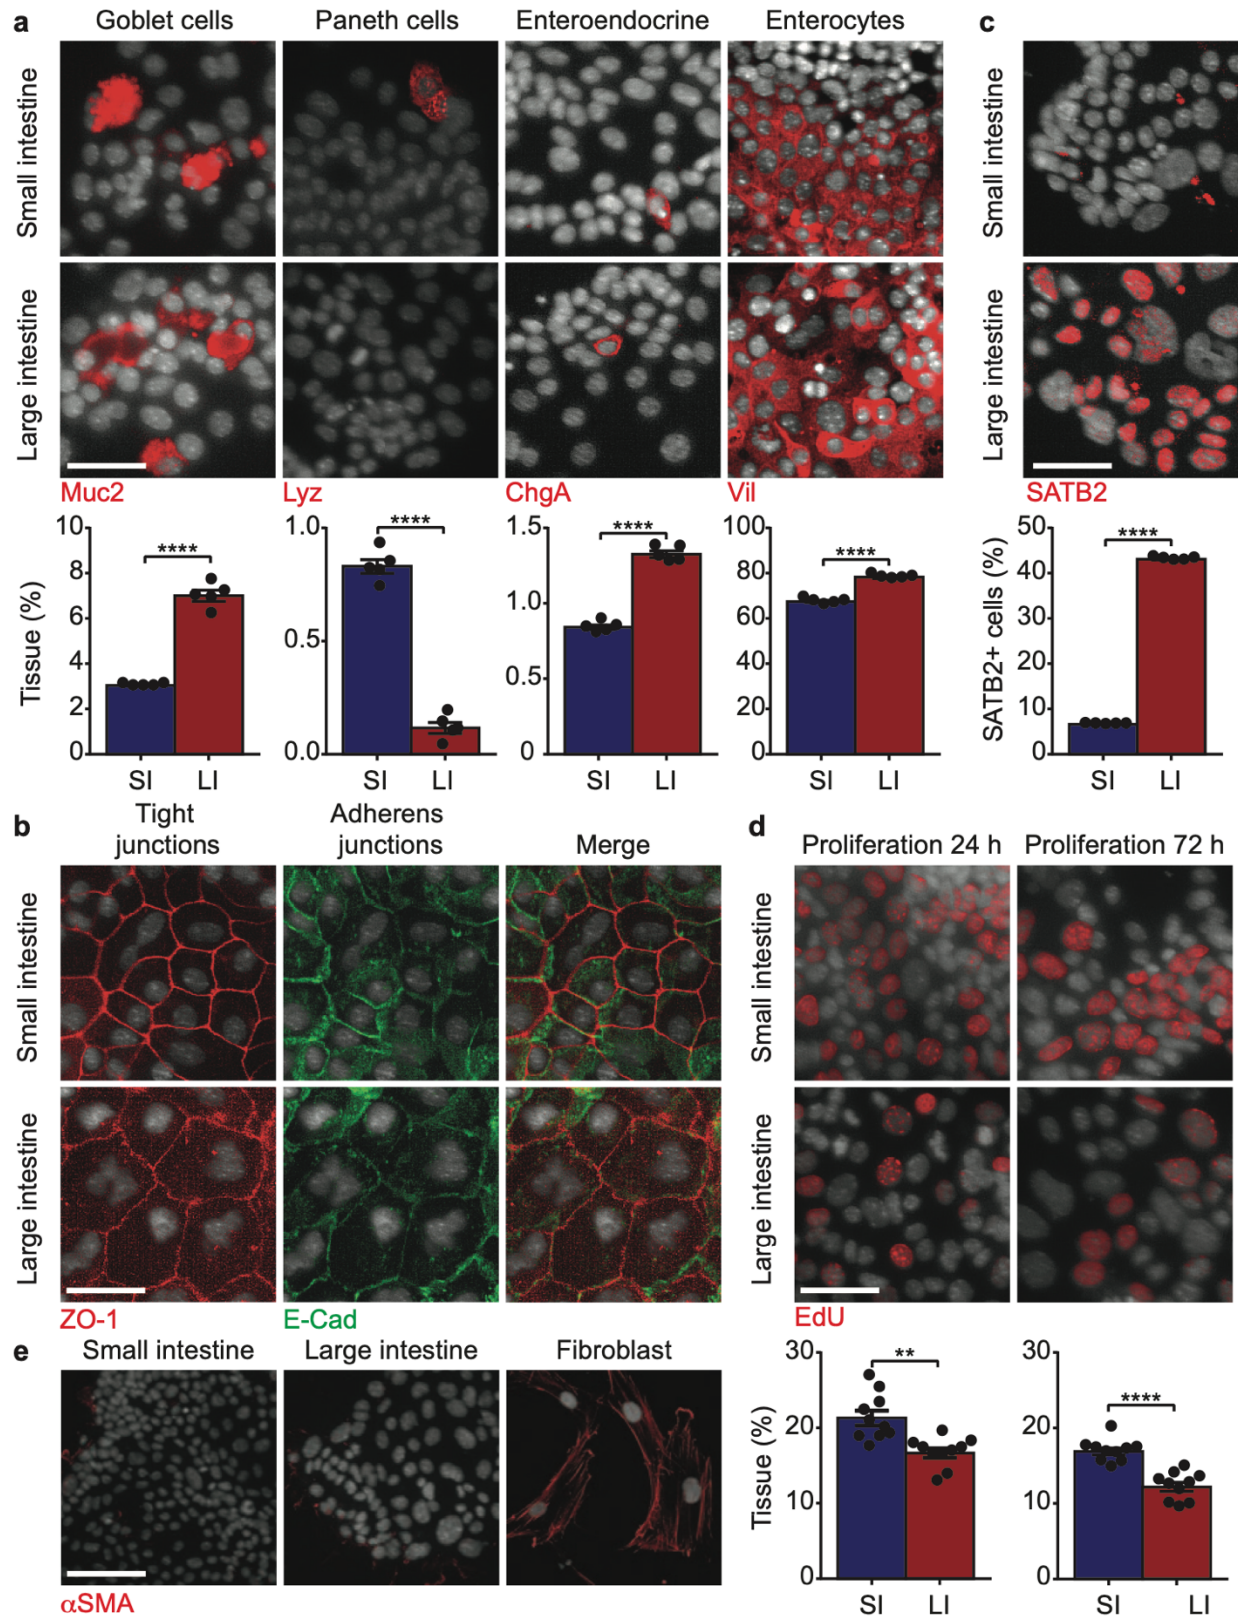 a
Goblet cells
Paneth cells
Enteroendocrine
Enterocytes
Small intestine
Large intestine
Muc2
Lyz
ChgA
Vil
Tissue (%)
10
8
6
4
2
0
****
SI
LI
1.0
0.5
0.0
****
SI
LI
1.5
1.0
0.5
0
****
SI
LI
100
80
60
40
20
0
****
SI
LI
c
Small intestine
Large intestine
SATB2
SATB2+ cells (%)
50
40
30
20
10
0
****
SI
LI
b
Tight
junctions
Adherens
junctions
Merge
Small intestine
Large intestine
ZO-1
E-Cad
d
Proliferation 24 h
Proliferation 72 h
Small intestine
Large intestine
EdU
Tissue (%)
30
20
10
0
**
SI
LI
30
20
10
0
****
SI
LI
e
Small intestine
Large intestine
Fibroblast
αSMA